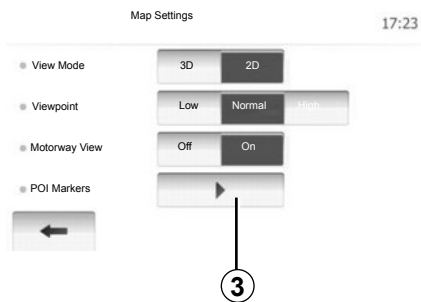 Map Settings 17:23
View Mode 3D 2D
Viewpoint Low Normal High
Motorway View Off On
POI Markers
3